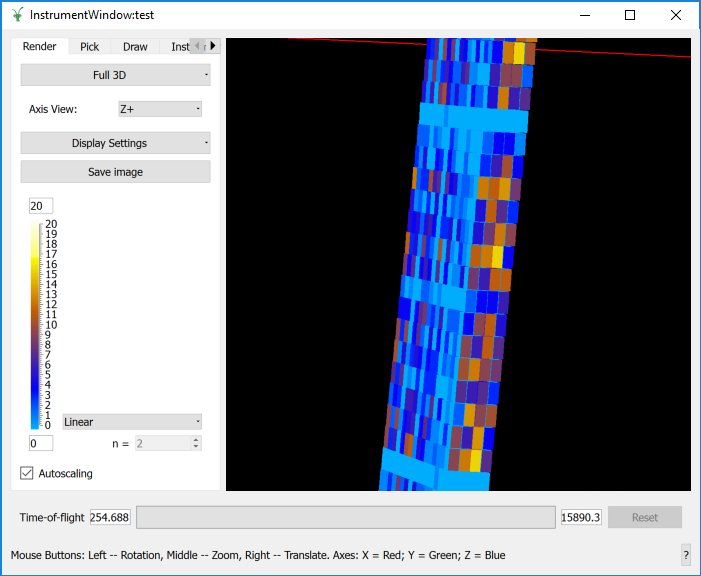 InstrumentWindow:test
Render Pick Draw Inst
Full 3D
Axis View: Z+
Display Settings
Save image
20
20
19
18
17
16
15
14
13
12
11
10
9
8
7
6
5
4
3
2
1
0
Linear
0 n = 2
Autoscaling
Time-of-flight 254.688 15890.3 Reset
Mouse Buttons: Left -- Rotation, Middle -- Zoom, Right -- Translate. Axes: X = Red; Y = Green; Z = Blue ?